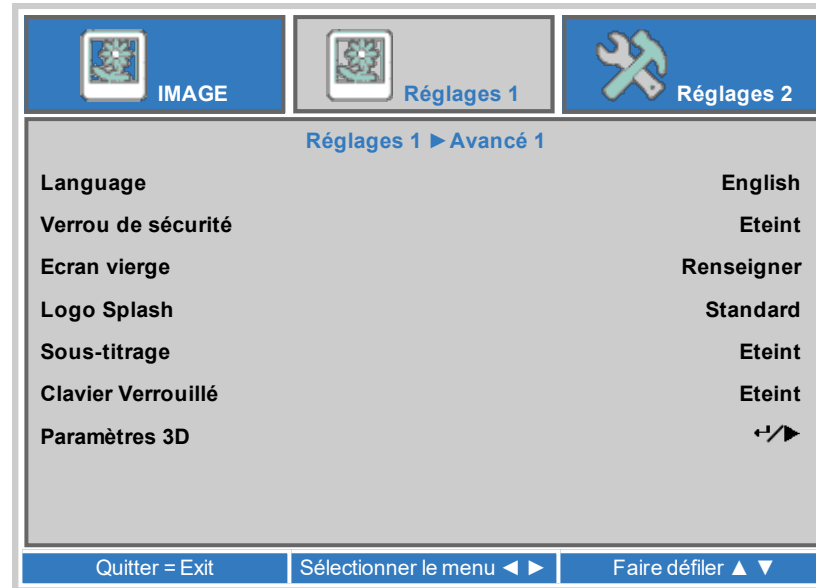 IMAGE
Réglages 1
Réglages 2
Réglages 1 ►Avancé 1
Language English
Verrou de sécurité Eteint
Ecran vierge Renseigner
Logo Splash Standard
Sous-titrage Eteint
Clavier Verrouillé Eteint
Paramètres 3D ↵/►
Quitter = Exit
Sélectionner le menu ◄ ►
Faire défiler ▲ ▼